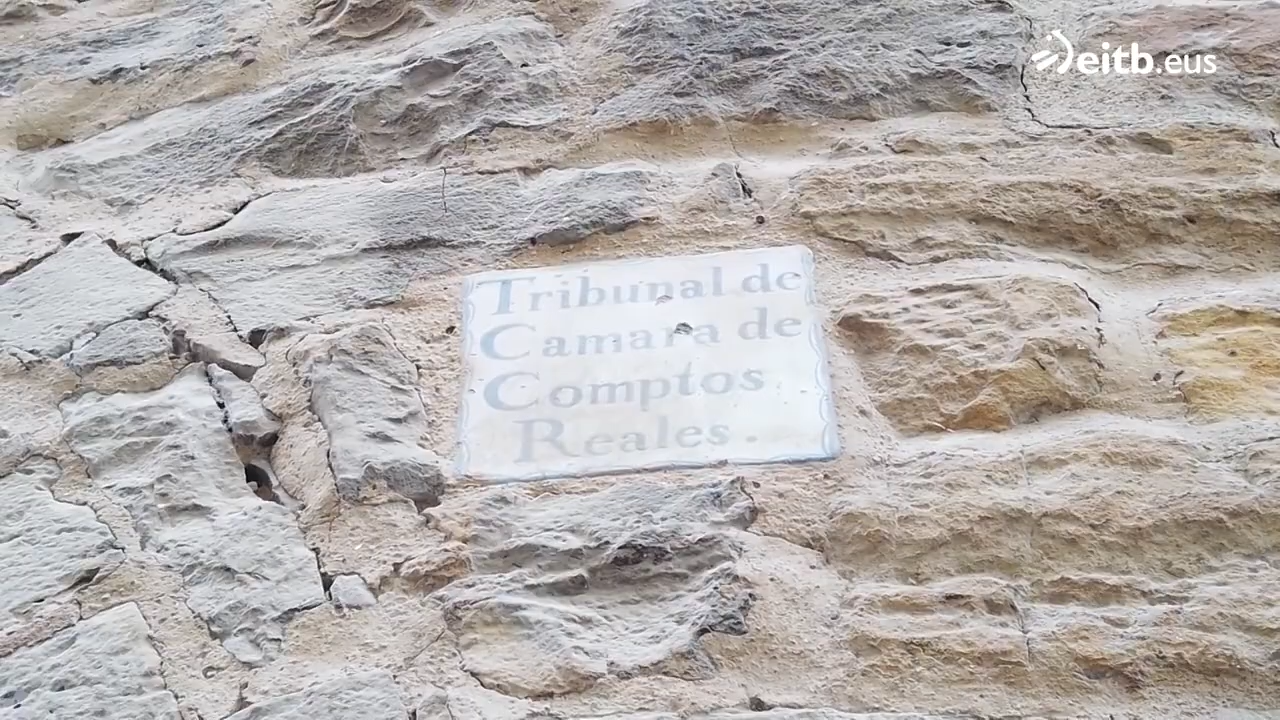 eitb.eus
Tribunal de
Camara de
Comptos
Reales.